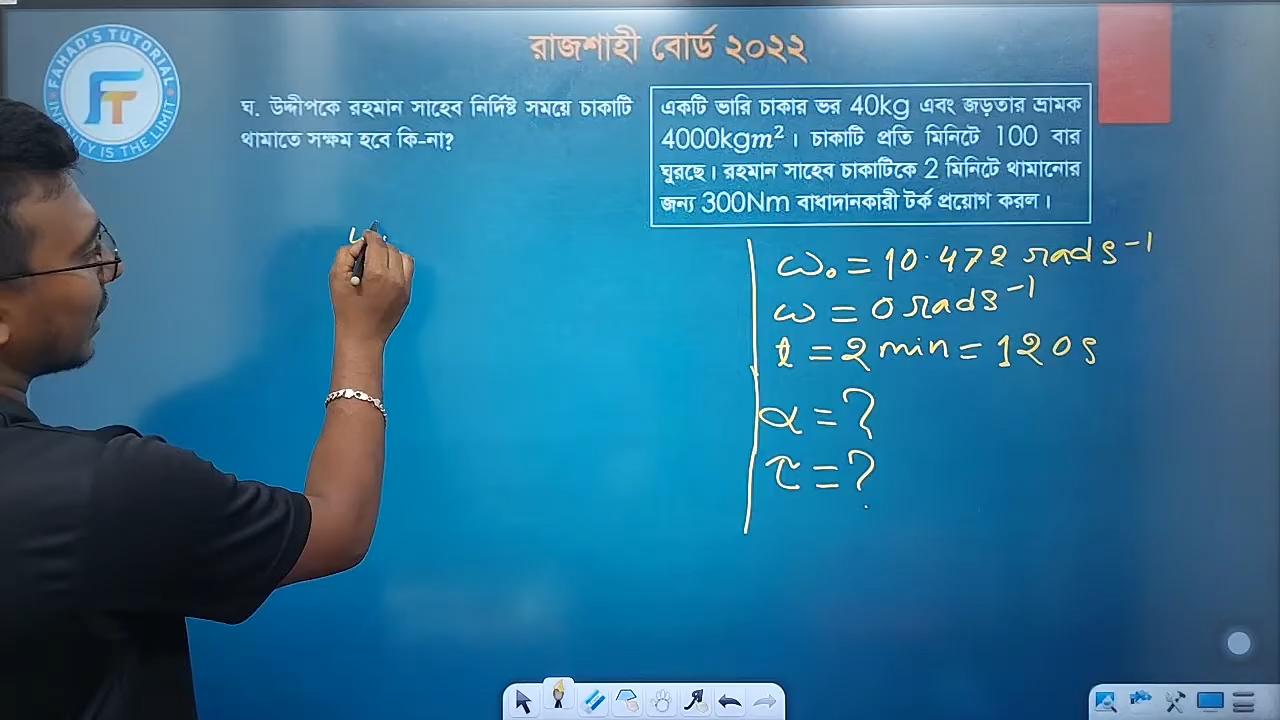 FAHAD'S TUTORIAL
FT
INFINITY IS THE LIMIT
রাজশাহী বোর্ড ২০২২
ঘ. উদ্দীপকে রহমান সাহেব নির্দিষ্ট সময়ে চাকাটি
থামাতে সক্ষম হবে কি-না?
একটি ভারি চাকার ভর 40kg এবং জড়তার ভ্রামক
4000kgm² । চাকাটি প্রতি মিনিটে 100 বার
ঘুরছে। রহমান সাহেব চাকাটিকে 2 মিনিটে থামানোর
জন্য 300Nm বাধাদানকারী টর্ক প্রয়োগ করল।
ω₀ = 10.472 rads⁻¹
ω = 0 rads⁻¹
t = 2 min = 120s
α = ?
τ = ?